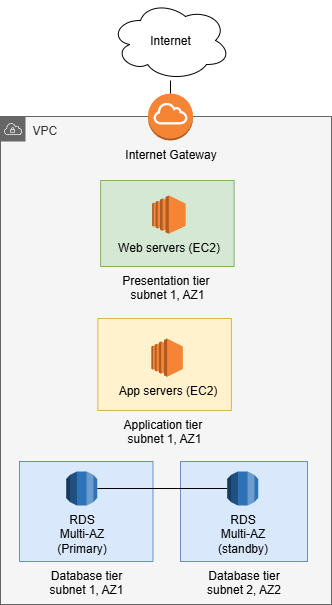 Internet
VPC
Internet Gateway
Web servers (EC2)
Presentation tier
subnet 1, AZ1
App servers (EC2)
Application tier
subnet 1, AZ1
RDS
Multi-AZ
(Primary)
RDS
Multi-AZ
(standby)
Database tier
subnet 1, AZ1
Database tier
subnet 2, AZ2